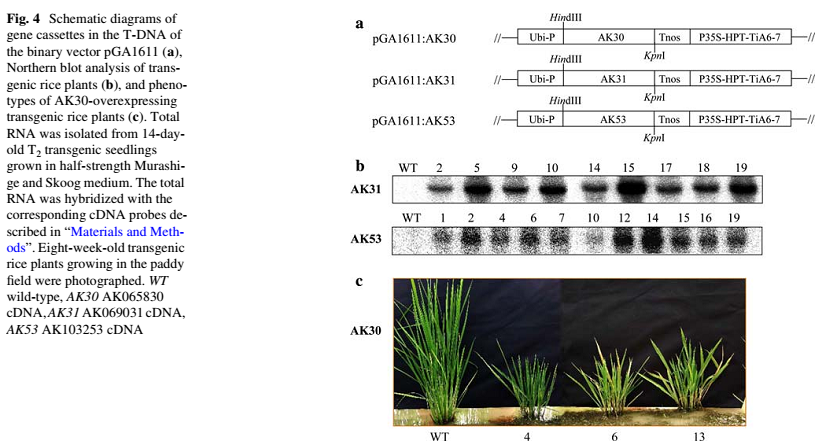 Fig. 4 Schematic diagrams of
gene cassettes in the T-DNA of
the binary vector pGA1611 (a),
Northern blot analysis of trans-
genic rice plants (b), and pheno-
types of AK30-overexpressing
transgenic rice plants (c). Total
RNA was isolated from 14-day-
old T2 transgenic seedlings
grown in half-strength Murashi-
ge and Skoog medium. The total
RNA was hybridized with the
corresponding cDNA probes de-
scribed in “Materials and Meth-
ods”. Eight-week-old transgenic
rice plants growing in the paddy
field were photographed. WT
wild-type, AK30 AK065830
cDNA, AK31 AK069031 cDNA,
AK53 AK103253 cDNA
a
HindIII
pGA1611:AK30 // Ubi-P AK30 Tnos P35S-HPT-TiA6-7 //
KpnI
HindIII
pGA1611:AK31 // Ubi-P AK31 Tnos P35S-HPT-TiA6-7 //
KpnI
HindIII
pGA1611:AK53 // Ubi-P AK53 Tnos P35S-HPT-TiA6-7 //
KpnI
b
WT 2 5 9 10 14 15 17 18 19
AK31
WT 1 2 4 6 7 10 12 14 15 16 19
AK53
c
AK30
WT 4 6 13